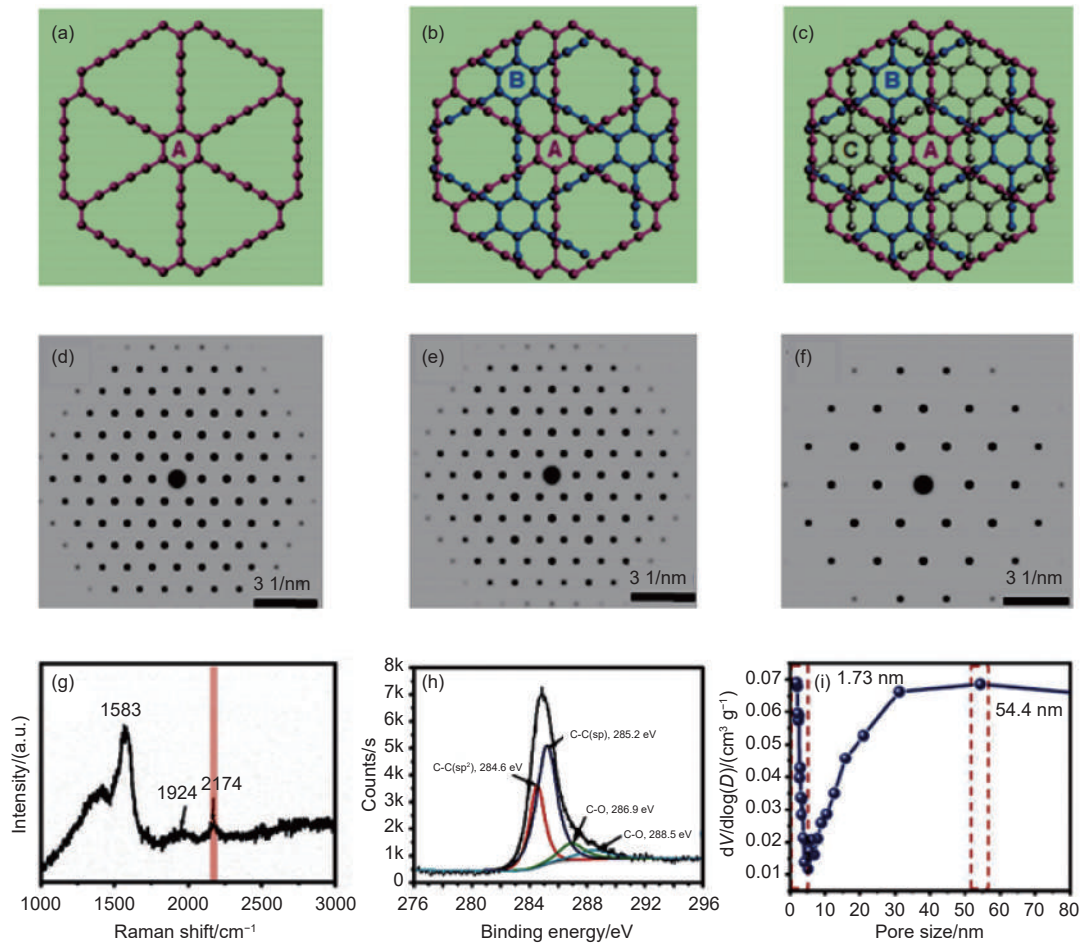 (a)
A
(b)
B
A
(c)
B
C
A
(d)
3 1/nm
(e)
3 1/nm
(f)
3 1/nm
(g)
1583
1924
2174
Intensity/(a.u.)
1000
1500
2000
2500
3000
Raman shift/cm⁻¹
(h)
8k
7k
6k
5k
4k
3k
2k
1k
0
Counts/s
C-C(sp), 285.2 eV
C-C(sp²), 284.6 eV
C-O, 286.9 eV
C-O, 288.5 eV
276
280
284
288
292
296
Binding energy/eV
(i)
1.73 nm
54.4 nm
0.07
0.06
0.05
0.04
0.03
0.02
0.01
dV/dlog(D)/(cm³ g⁻¹)
0
10
20
30
40
50
60
70
80
Pore size/nm